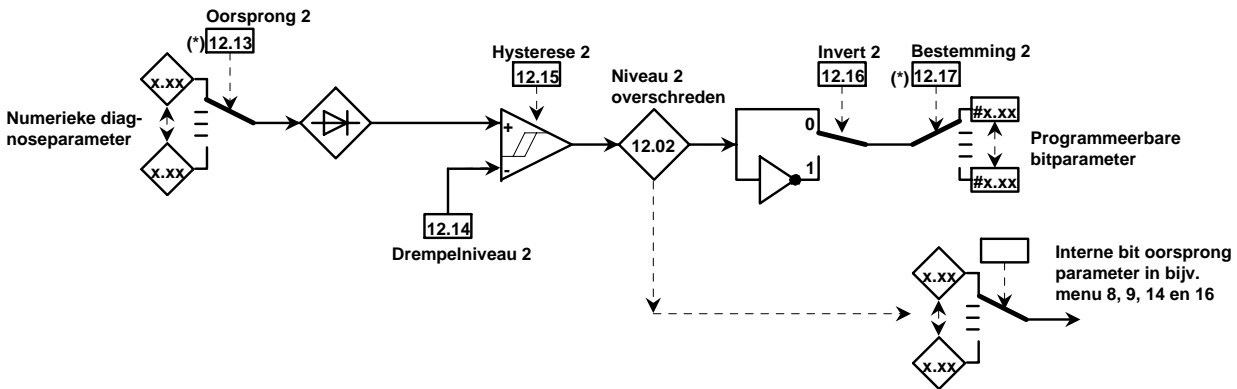 Oorsprong 2
(*) 12.13
x.xx
Numerieke diag-
noseparameter
x.xx
Hysterese 2
12.15
+
-
12.14
Drempelniveau 2
Niveau 2
overschreden
12.02
Invert 2
12.16
0
1
Bestemming 2
(*) 12.17
#x.xx
Programmeerbare
bitparameter
#x.xx
x.xx
x.xx
Interne bit oorsprong
parameter in bijv.
menu 8, 9, 14 en 16